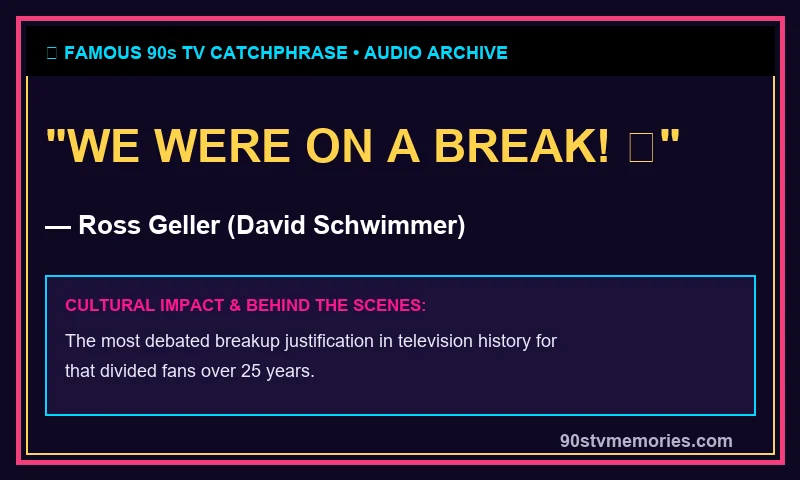 FAMOUS 90s TV CATCHPHRASE • AUDIO ARCHIVE
"WE WERE ON A BREAK! "
— Ross Geller (David Schwimmer)
CULTURAL IMPACT & BEHIND THE SCENES:
The most debated breakup justification in television history for
that divided fans over 25 years.
90stvmemories.com